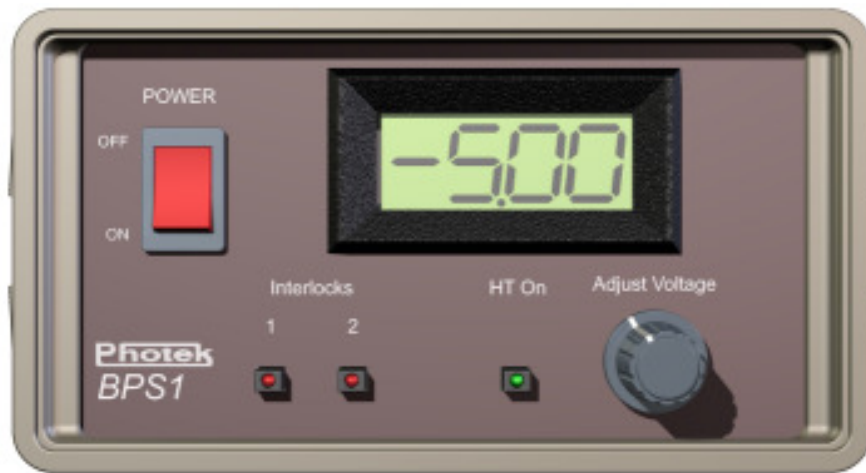 POWER
OFF
ON
-5.00
Interlocks
1 2
HT On
Adjust Voltage
Photek
BPS1